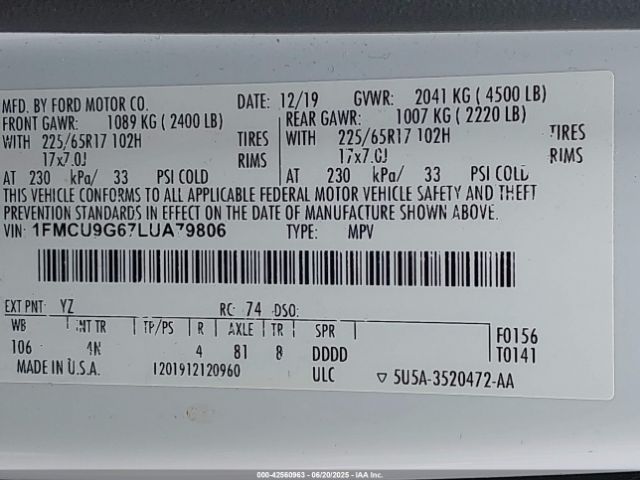 MFD. BY FORD MOTOR CO. DATE: 12/19 GVWR: 2041 KG ( 4500 LB)
FRONT GAWR: 1089 KG ( 2400 LB) REAR GAWR: 1007 KG ( 2220 LB)
WITH 225/65R17 102H TIRES WITH 225/65R17 102H TIRES
17x7.0J RIMS 17x7.0J RIMS
AT 230 kPa/ 33 PSI COLD AT 230 kPa/ 33 PSI COLD
THIS VEHICLE CONFORMS TO ALL APPLICABLE FEDERAL MOTOR VEHICLE SAFETY AND THEFT
PREVENTION STANDARDS IN EFFECT ON THE DATE OF MANUFACTURE SHOWN ABOVE.
VIN: 1FMCU9G67LUA79806 TYPE: MPV
EXT PNT: YZ RC: 74 DSO:
WB INT TR TP/PS R AXLE TR SPR F0156
106 4N 4 81 8 DDDD T0141
MADE IN U.S.A. I201912120960 ULC ▽ 5U5A-3520472-AA
000-42560963 - 06/20/2025 - IAA Inc.